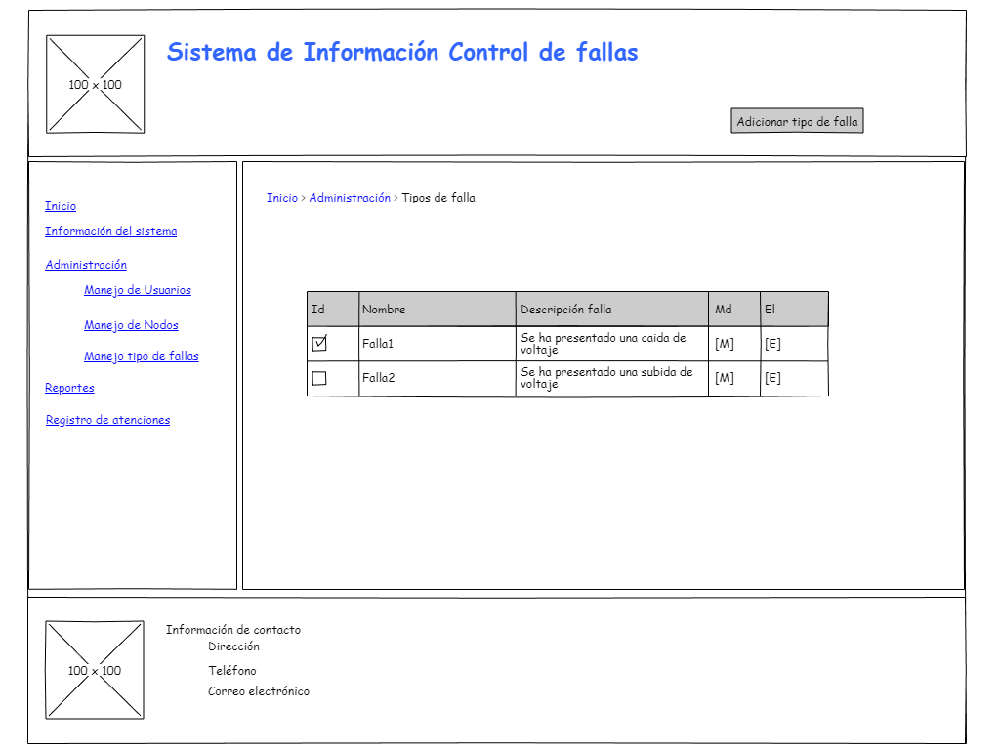 Sistema de Información Control de fallas
100 x 100
Adicionar tipo de falla
Inicio
Información del sistema
Administración
Manejo de Usuarios
Manejo de Nodos
Manejo tipo de fallas
Reportes
Registro de atenciones
Inicio > Administración > Tipos de falla
Id Nombre Descripción falla Md El
Falla1 Se ha presentado una caida de
voltaje [M] [E]
Falla2 Se ha presentado una subida de
voltaje [M] [E]
100 x 100
Información de contacto
Dirección
Teléfono
Correo electrónico